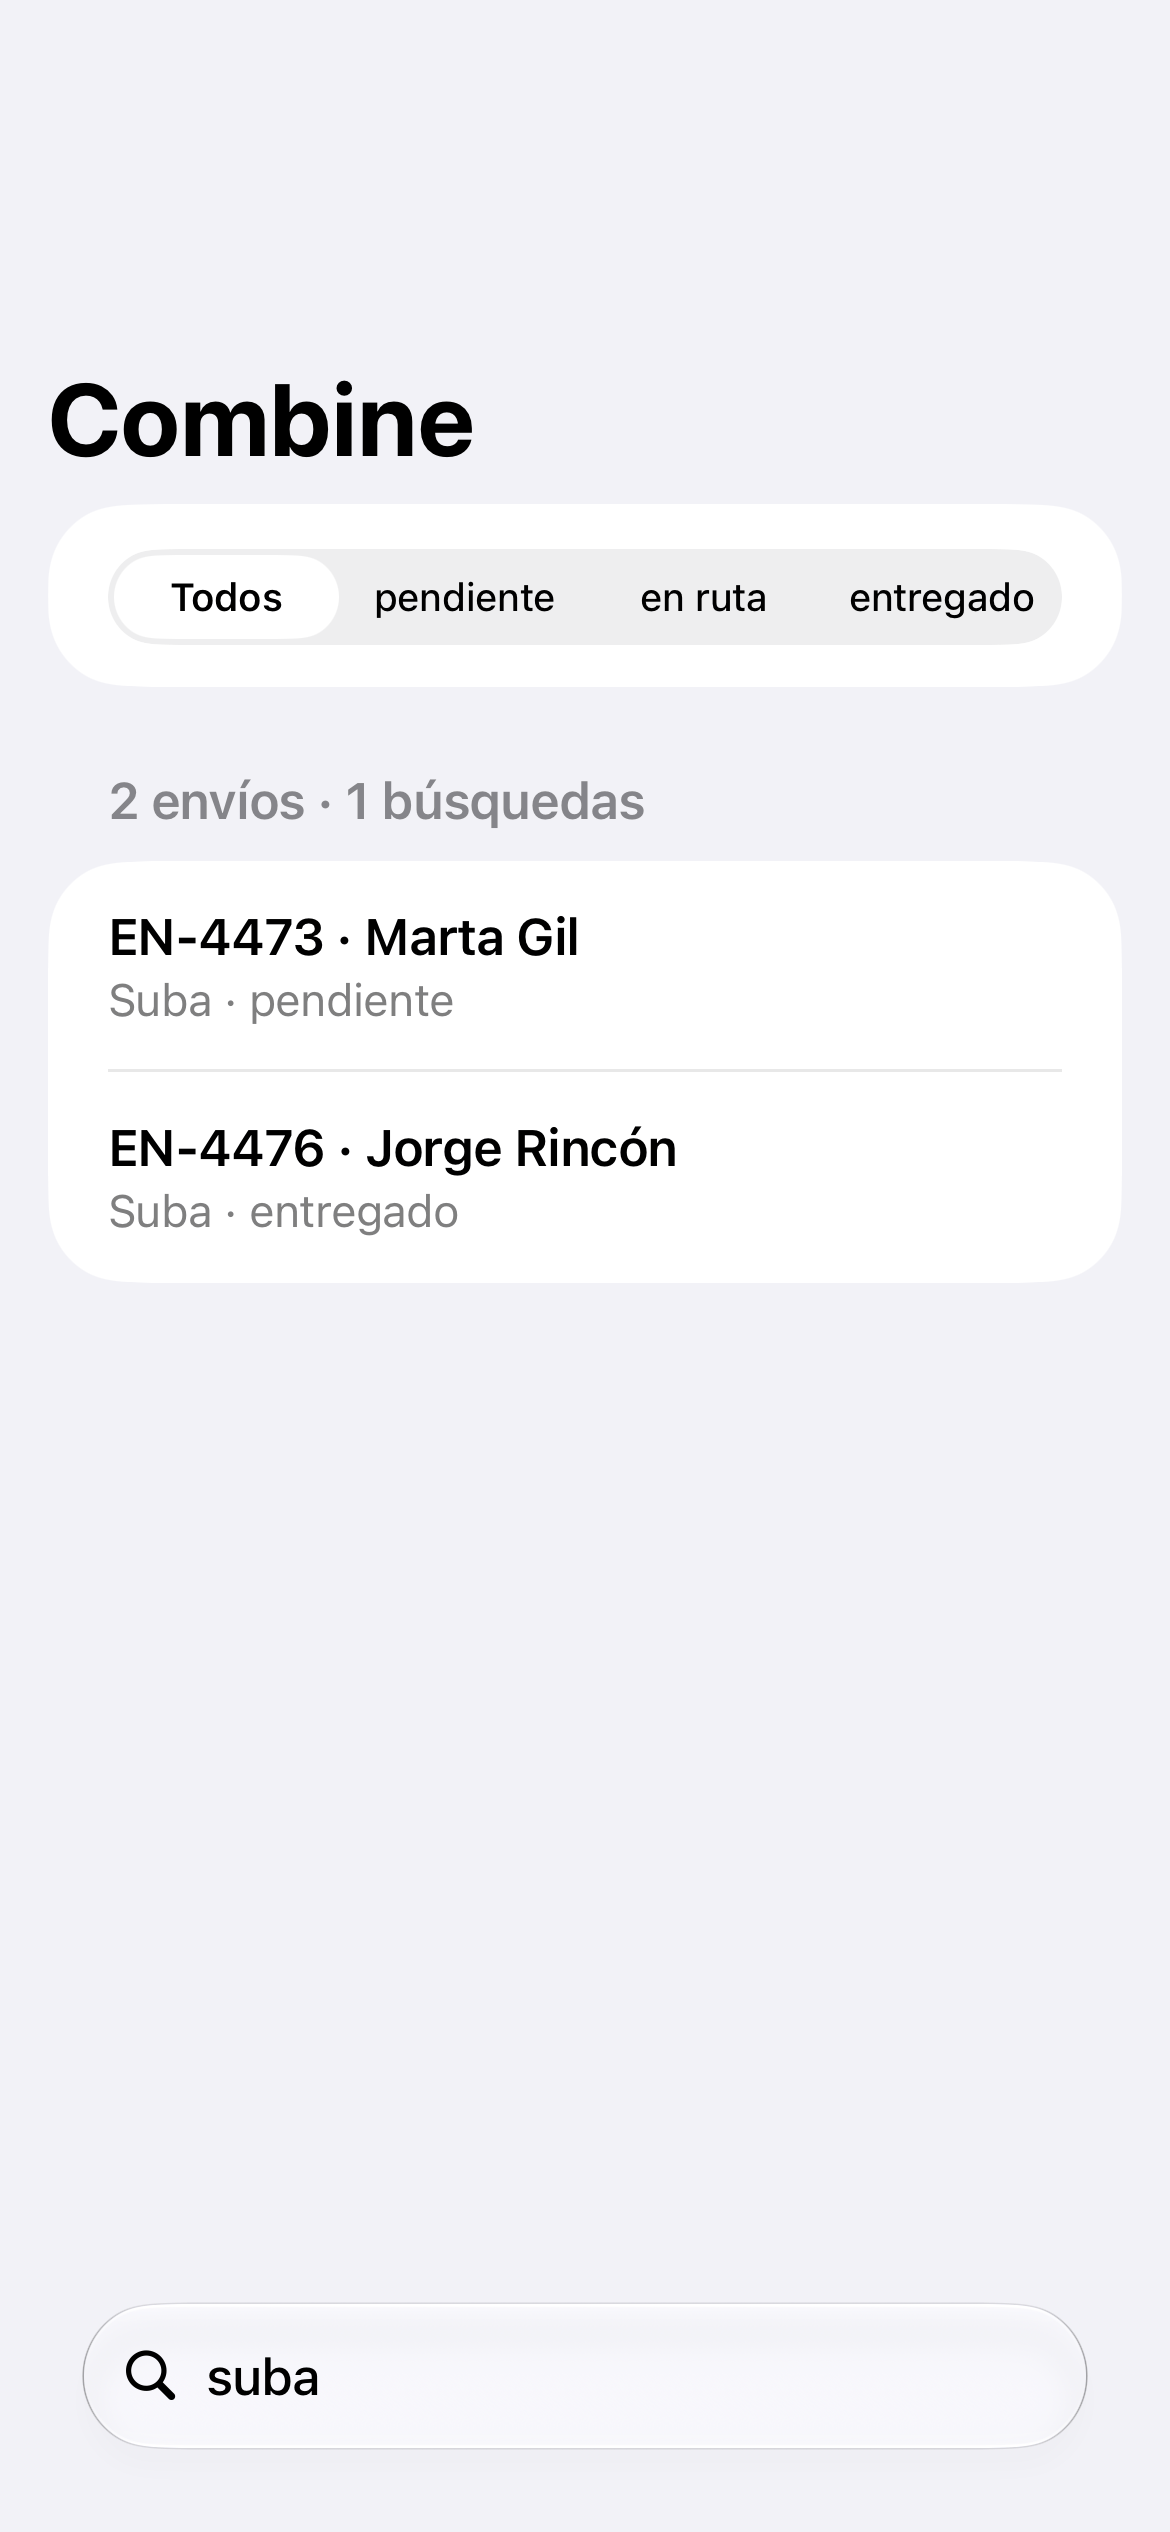 Combine
Todos pendiente en ruta entregado
2 envíos · 1 búsquedas
EN-4473 · Marta Gil
Suba · pendiente
EN-4476 · Jorge Rincón
Suba · entregado
suba